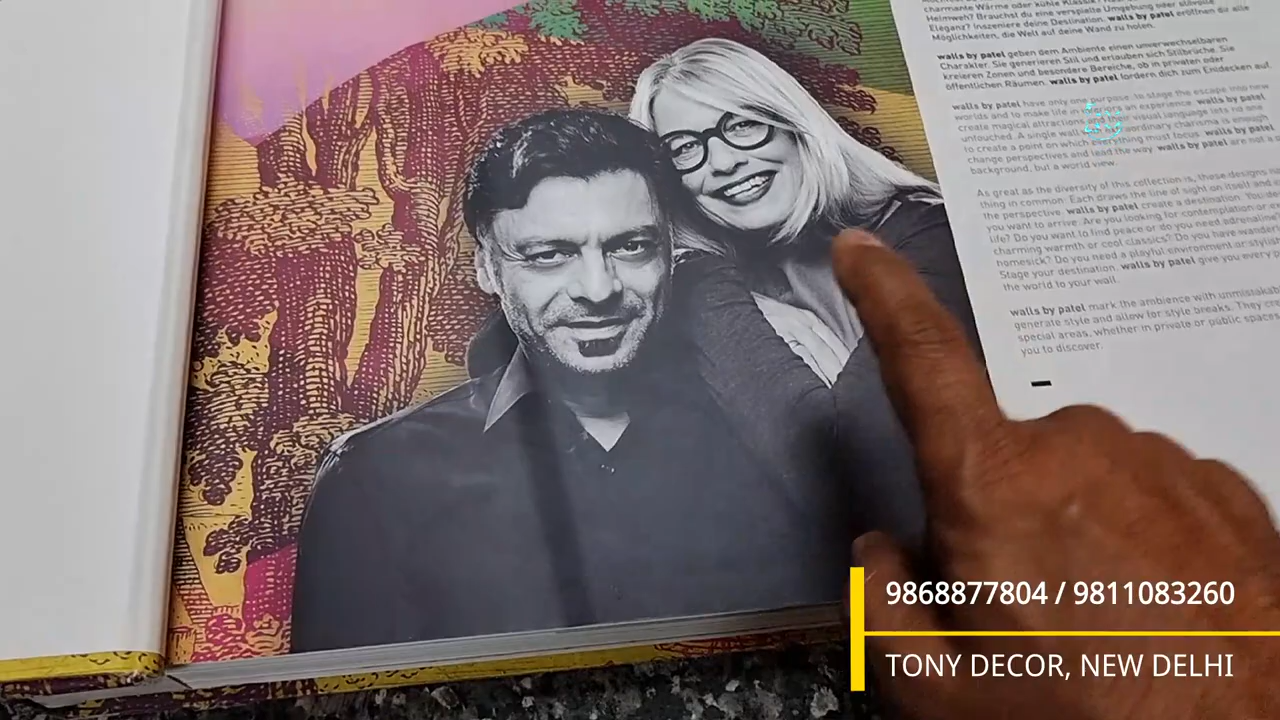 charmante Wärme oder kühle Klassik?
Heimweh? Brauchst du eine verspielte Umgebung oder stilvolle
Eleganz? Inszeniere deine Destination. walls by patel eröffnen dir alle
Möglichkeiten, die Welt auf deine Wand zu holen.
walls by patel geben dem Ambiente einen unverwechselbaren
Charakter. Sie generieren Stil und erlauben sich Stilbrüche. Sie
kreieren Zonen und besondere Bereiche, ob in privaten oder
öffentlichen Räumen. walls by patel fordern dich zum Entdecken auf.
walls by patel have only one purpose: to stage the escape into new
worlds and to make life in interiors an experience. walls by patel
create magical attractions visual language lets no one
untouched. A single wall extraordinary charisma is enough
to create a point on which everything must focus. walls by patel
change perspectives and lead the way. walls by patel are not a
background, but a world view.
As great as the diversity of this collection is, these designs
thing in common: Each draws the line of sight on itself and
the perspective. walls by patel create a destination. You
you want to arrive. Are you looking for contemplation or
life? Do you want to find peace or do you need adrenaline
charming warmth or cool classics? Do you have
homesick? Do you need a playful environment or
Stage your destination. walls by patel give you every
the world to your wall.
walls by patel mark the ambience with
generate style and allow for style breaks. They
special areas, whether in private or public spaces
you to discover.
9868877804 / 9811083260
TONY DECOR, NEW DELHI